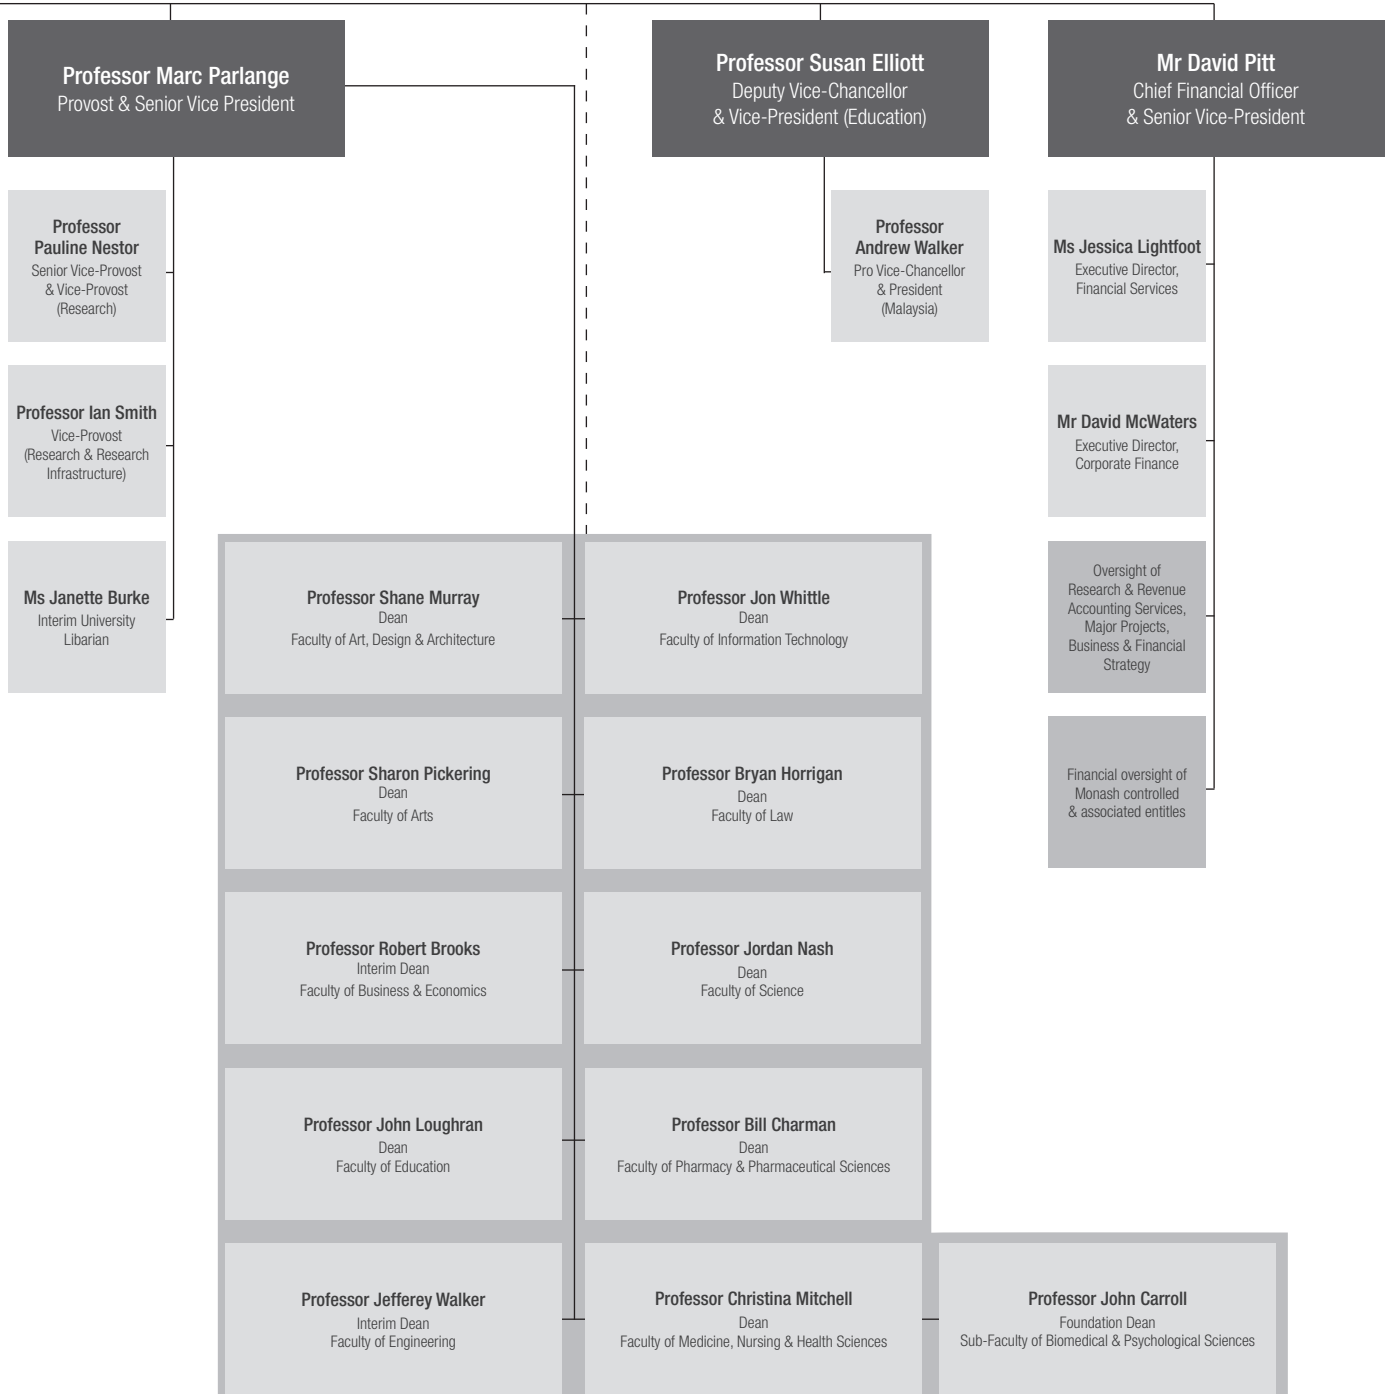 Professor Marc Parlange
Provost & Senior Vice President
Professor Susan Elliott
Deputy Vice-Chancellor
& Vice-President (Education)
Mr David Pitt
Chief Financial Officer
& Senior Vice-President
Professor
Pauline Nestor
Senior Vice-Provost
& Vice-Provost
(Research)
Professor Ian Smith
Vice-Provost
(Research & Research
Infrastructure)
Ms Janette Burke
Interim University
Libarian
Professor
Andrew Walker
Pro Vice-Chancellor
& President
(Malaysia)
Ms Jessica Lightfoot
Executive Director,
Financial Services
Mr David McWaters
Executive Director,
Corporate Finance
Oversight of
Research & Revenue
Accounting Services,
Major Projects,
Business & Financial
Strategy
Financial oversight of
Monash controlled
& associated entitles
Professor Shane Murray
Dean
Faculty of Art, Design & Architecture
Professor Jon Whittle
Dean
Faculty of Information Technology
Professor Sharon Pickering
Dean
Faculty of Arts
Professor Bryan Horrigan
Dean
Faculty of Law
Professor Robert Brooks
Interim Dean
Faculty of Business & Economics
Professor Jordan Nash
Dean
Faculty of Science
Professor John Loughran
Dean
Faculty of Education
Professor Bill Charman
Dean
Faculty of Pharmacy & Pharmaceutical Sciences
Professor Jefferey Walker
Interim Dean
Faculty of Engineering
Professor Christina Mitchell
Dean
Faculty of Medicine, Nursing & Health Sciences
Professor John Carroll
Foundation Dean
Sub-Faculty of Biomedical & Psychological Sciences